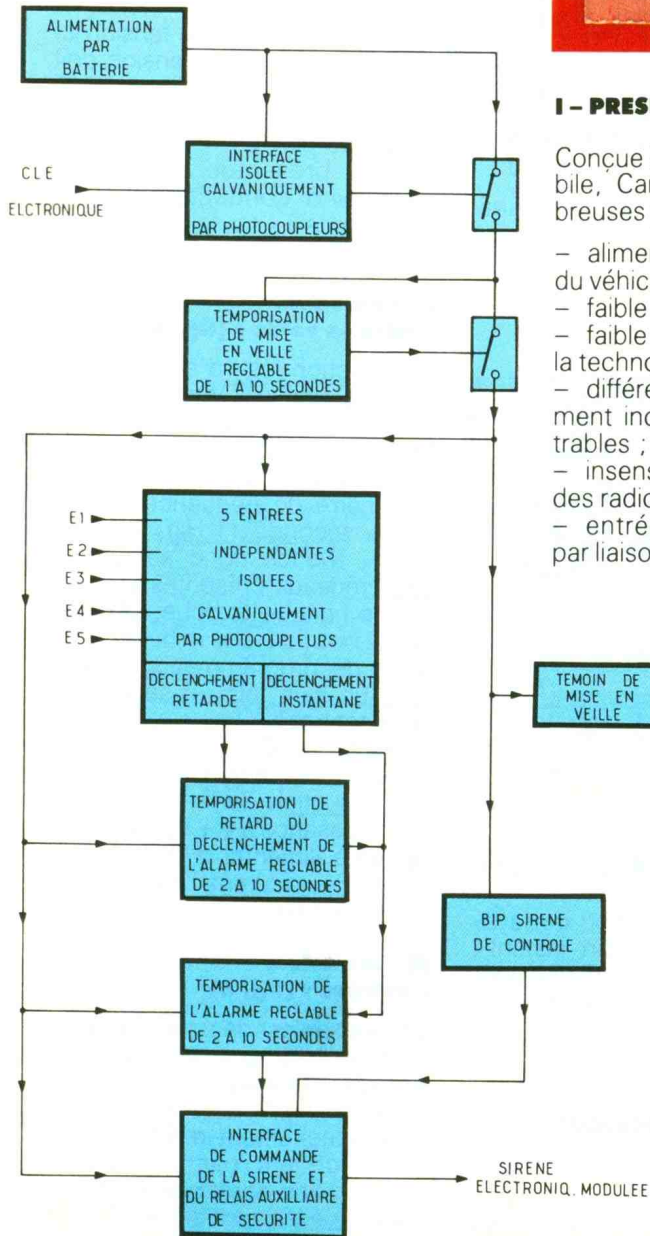 ALIMENTATION
PAR
BATTERIE
CLE
ELCTRONIQUE
INTERFACE
ISOLEE
GALVANIQUEMENT
PAR PHOTOCOUPLEURS
TEMPORISATION
DE MISE
EN VEILLE
REGLABLE
DE 1 A 10 SECONDES
E1
E2
E3
E4
E5
5 ENTREES
INDEPENDANTES
ISOLEES
GALVANIQUEMENT
PAR PHOTOCOUPLEURS
DECLENCHEMENT
RETARDE
DECLENCHEMENT
INSTANTANE
TEMOIN DE
MISE EN
VEILLE
TEMPORISATION DE
RETARD DU
DECLENCHEMENT DE
L'ALARME REGLABLE
DE 2 A 10 SECONDES
BIP SIRENE
DE CONTROLE
TEMPORISATION DE
L'ALARME REGLABLE
DE 2 A 10 SECONDES
INTERFACE
DE COMMANDE
DE LA SIRENE ET
DU RELAIS AUXILLIAIRE
DE SECURITE
SIRENE
ELECTRONIQ. MODULEE
I – PRES
Conçue
bile, Ca
breuses
– alime
du véhic
– faible
– faible
la techno
– différe
ment ind
trables ;
– insens
des radio
– entré
par liaiso